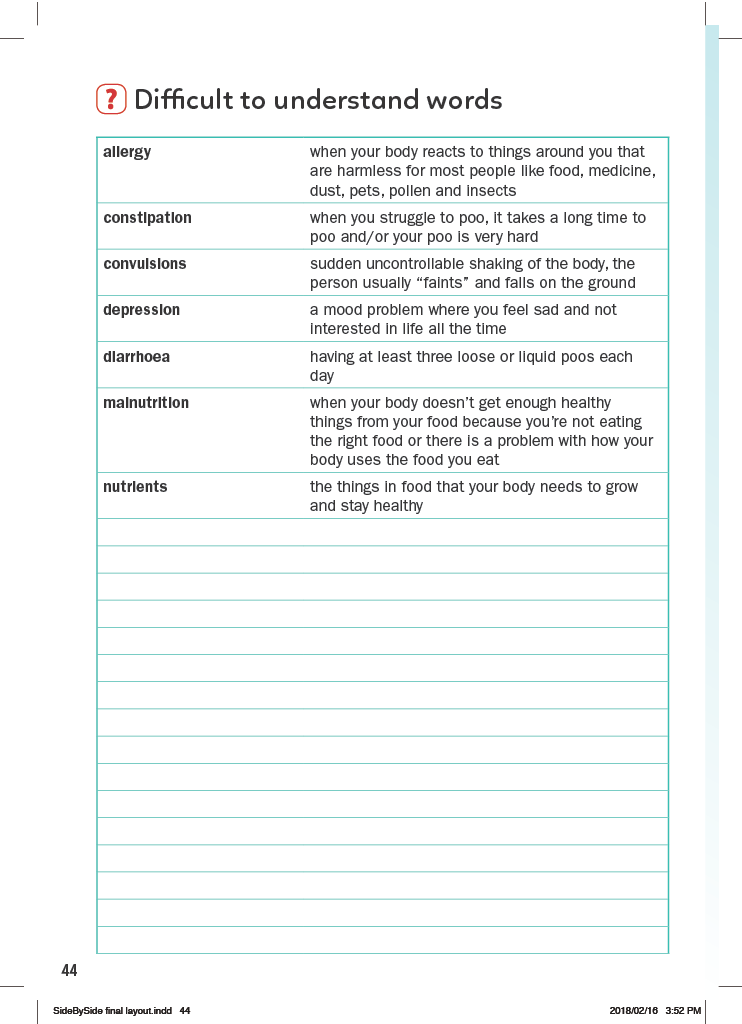 ? Difficult to understand words
allergy
when your body reacts to things around you that
are harmless for most people like food, medicine,
dust, pets, pollen and insects
constipation
when you struggle to poo, it takes a long time to
poo and/or your poo is very hard
convulsions
sudden uncontrollable shaking of the body, the
person usually “faints” and falls on the ground
depression
a mood problem where you feel sad and not
interested in life all the time
diarrhoea
having at least three loose or liquid poos each
day
malnutrition
when your body doesn’t get enough healthy
things from your food because you’re not eating
the right food or there is a problem with how your
body uses the food you eat
nutrients
the things in food that your body needs to grow
and stay healthy
44
SideBySide final layout.indd 44
2018/02/16 3:52 PM